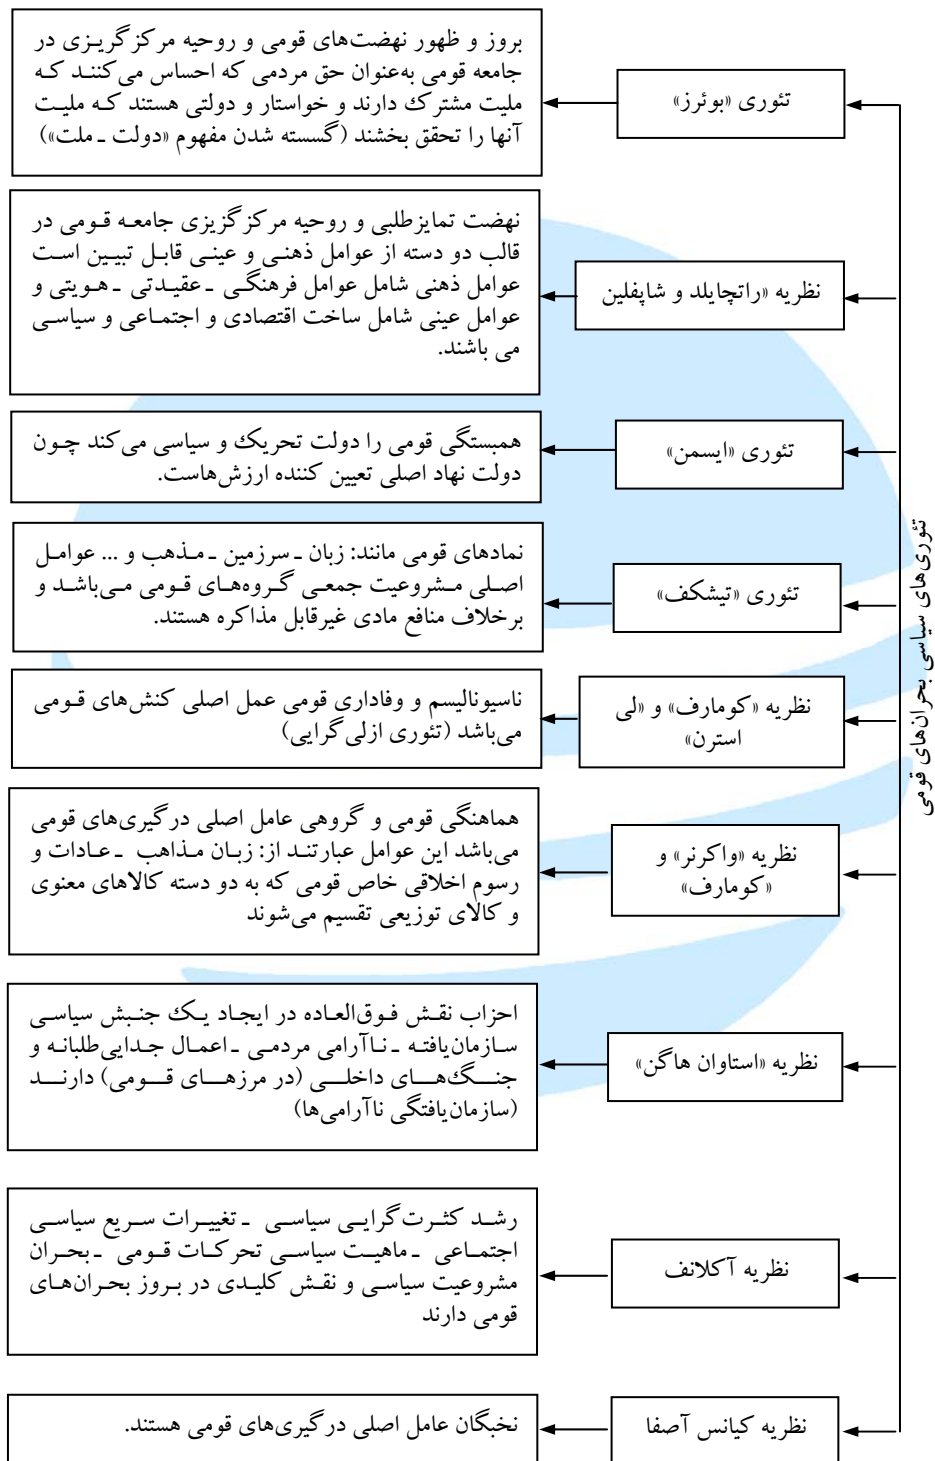 تئوری‌های سیاسی بحران‌های قومی
تئوری «بوئرز»
بروز و ظهور نهضت‌های قومی و روحیه مرکزگریزی در
جامعه قومی به‌عنوان حق مردمی که احساس می‌کنند که
ملیت مشترک دارند و خواستار و دولتی هستند که ملیت
آنها را تحقق بخشند (گسسته شدن مفهوم «دولت ـ ملت»)
نظریه «راتچایلد و شاپفلین
نهضت تمایزطلبی و روحیه مرکزگزیزی جامعه قومی در
قالب دو دسته از عوامل ذهنی و عینی قابل تبیین است
عوامل ذهنی شامل عوامل فرهنگی ـ عقیدتی ـ هویتی و
عوامل عینی شامل ساخت اقتصادی و اجتماعی و سیاسی
می باشند.
تئوری «ایسمن»
همبستگی قومی را دولت تحریک و سیاسی می‌کند چون
دولت نهاد اصلی تعیین کننده ارزش‌هاست.
تئوری «تیشکف»
نمادهای قومی مانند: زبان ـ سرزمین ـ مذهب و ... عوامل
اصلی مشروعیت جمعی گروه‌های قومی می‌باشد و
برخلاف منافع مادی غیرقابل مذاکره هستند.
نظریه «کومارف» و «لی
استرن»
ناسیونالیسم و وفاداری قومی عمل اصلی کنش‌های قومی
می‌باشد (تئوری ازلی‌گرایی)
نظریه «واکرنر» و
«کومارف»
هماهنگی قومی و گروهی عامل اصلی درگیری‌های قومی
می‌باشد این عوامل عبارتند از: زبان مذاهب ـ عادات و
رسوم اخلاقی خاص قومی که به دو دسته کالاهای معنوی
و کالای توزیعی تقسیم می‌شوند
نظریه «استاوان هاگن»
احزاب نقش فوق‌العاده در ایجاد یک جنبش سیاسی
سازمان‌یافته ـ ناآرامی مردمی ـ اعمال جدایی‌طلبانه و
جنگ‌های داخلی (در مرزهای قومی) دارند
(سازمان‌یافتگی ناآرامی‌ها)
نظریه آکلانف
رشد کثرت‌گرایی سیاسی ـ تغییرات سریع سیاسی
اجتماعی ـ ماهیت سیاسی تحرکات قومی ـ بحران
مشروعیت سیاسی و نقش کلیدی در بروز بحران‌های
قومی دارند
نظریه کیانس آصفا
نخبگان عامل اصلی درگیری‌های قومی هستند.